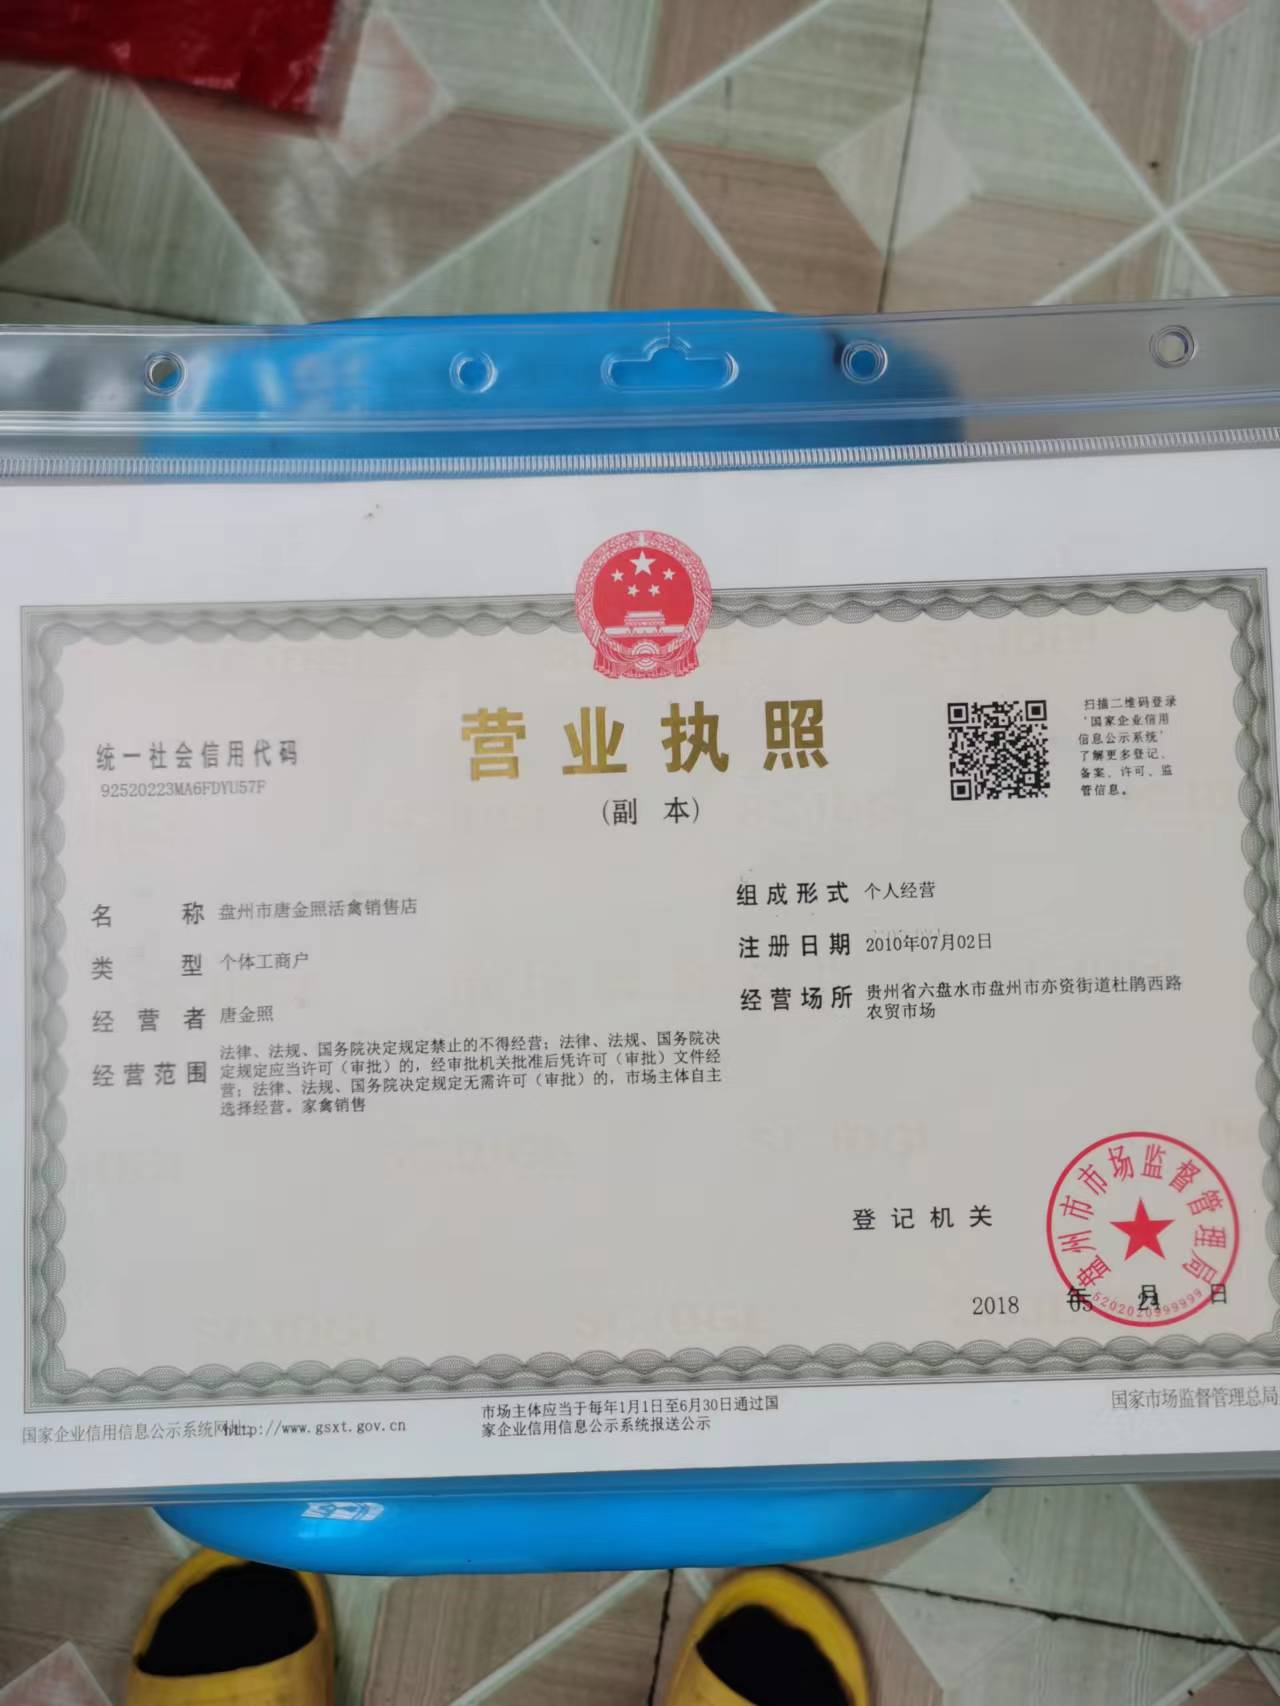 营业执照
(副 本)
统一社会信用代码
92520223MA6FDYU57F
扫描二维码登录
‘国家企业信用
信息公示系统’
了解更多登记、
备案、许可、监
管信息。
名 称 盘州市唐金照活禽销售店
类 型 个体工商户
经营者 唐金照
经营范围 法律、法规、国务院决定规定禁止的不得经营；法律、法规、国务院决
定规定应当许可（审批）的，经审批机关批准后凭许可（审批）文件经
营；法律、法规、国务院决定规定无需许可（审批）的，市场主体自主
选择经营。家禽销售
组成形式 个人经营
注册日期 2010年07月02日
经营场所 贵州省六盘水市盘州市亦资街道杜鹃西路
农贸市场
登记机关
盘州市市场监督管理局
5202020999999
2018 年 05 月 24 日
国家企业信用信息公示系统网址:http://www.gsxt.gov.cn
市场主体应当于每年1月1日至6月30日通过国
家企业信用信息公示系统报送公示
国家市场监督管理总局